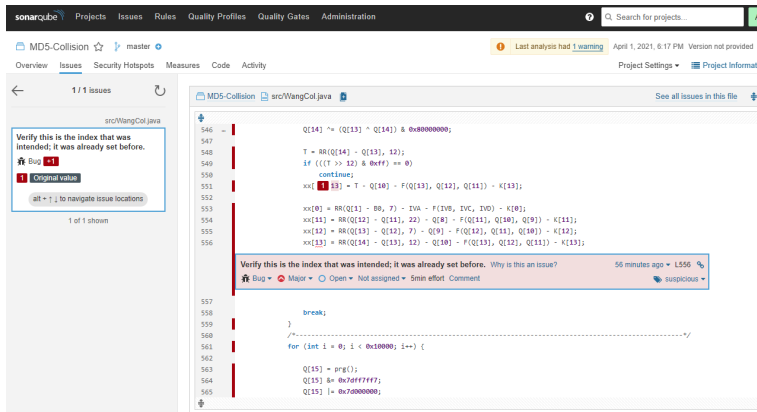 sonarqube Projects Issues Rules Quality Profiles Quality Gates Administration ? Search for projects...
MD5-Collision master Last analysis had 1 warning April 1, 2021, 6:17 PM Version not provided
Overview Issues Security Hotspots Measures Code Activity Project Settings Project Informat
1 / 1 issues
src/WangCol.java
Verify this is the index that was
intended; it was already set before.
Bug +1
1 Original value
alt + ↑ ↓ to navigate issue locations
1 of 1 shown
MD5-Collision src/WangCol.java See all issues in this file
546 Q[14] ^= (Q[13] ^ Q[14]) & 0x80000000;
547
548 T = RR(Q[14] - Q[13], 12);
549 if (((T >> 12) & 0xff) == 0)
550 continue;
551 xx[ 1 13] = T - Q[10] - F(Q[13], Q[12], Q[11]) - K[13];
552
553 xx[0] = RR(Q[1] - B0, 7) - IVA - F(IVB, IVC, IVD) - K[0];
554 xx[11] = RR(Q[12] - Q[11], 22) - Q[8] - F(Q[11], Q[10], Q[9]) - K[11];
555 xx[12] = RR(Q[13] - Q[12], 7) - Q[9] - F(Q[12], Q[11], Q[10]) - K[12];
556 xx[13] = RR(Q[14] - Q[13], 12) - Q[10] - F(Q[13], Q[12], Q[11]) - K[13];
Verify this is the index that was intended; it was already set before. Why is this an issue? 56 minutes ago L556
Bug Major Open Not assigned 5min effort Comment suspicious
557
558 break;
559 }
560 /*----------------------------------------------------------------------------------*/
561 for (int i = 0; i < 0x10000; i++) {
562
563 Q[15] = prg();
564 Q[15] &= 0x7dff7ff7;
565 Q[15] |= 0x7d000000;